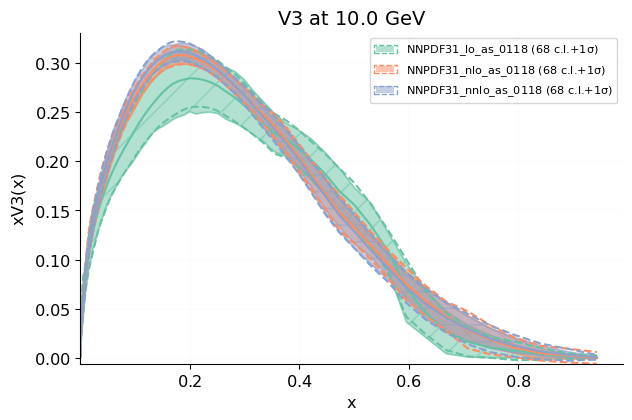 V3 at 10.0 GeV
NNPDF31_lo_as_0118 (68 c.l.+1σ)
NNPDF31_nlo_as_0118 (68 c.l.+1σ)
NNPDF31_nnlo_as_0118 (68 c.l.+1σ)
xV3(x)
0.30
0.25
0.20
0.15
0.10
0.05
0.00
0.2 0.4 0.6 0.8
x